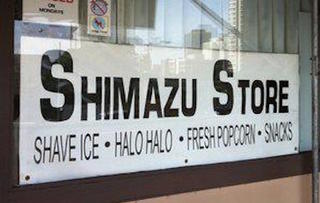 ON
MONDAYS
SHIMAZU STORE
SHAVE ICE • HALO HALO • FRESH POPCORN • SNACKS